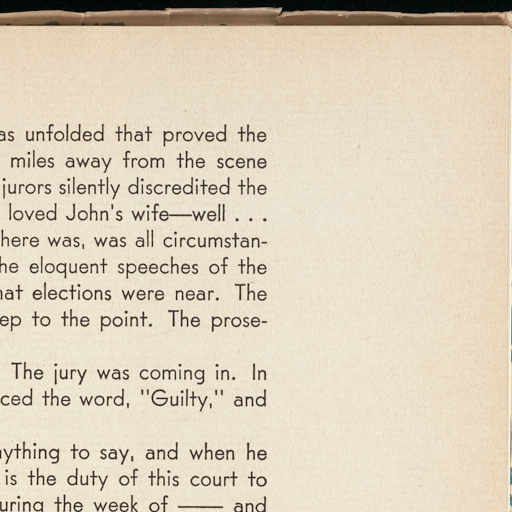 unfolded that proved the
miles away from the scene
jurors silently discredited the
loved John's wife—well . . .
here was, was all circumstan-
he eloquent speeches of the
hat elections were near. The
ep to the point. The prose-
The jury was coming in. In
ced the word, "Guilty," and
ything to say, and when he
is the duty of this court to
uring the week of —— and